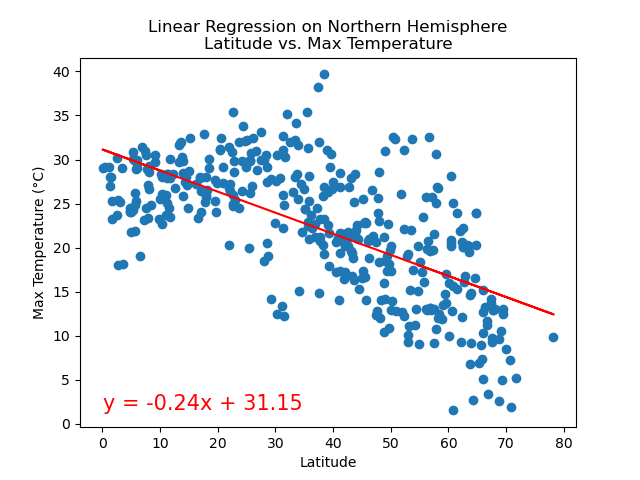 Linear Regression on Northern Hemisphere
Latitude vs. Max Temperature
Max Temperature (°C)
40
35
30
25
20
15
10
5
0
y = -0.24x + 31.15
0 10 20 30 40 50 60 70 80
Latitude